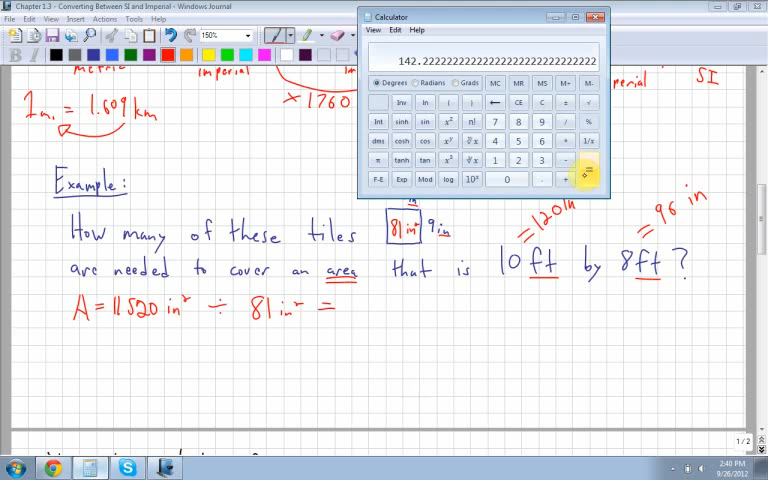 Chapter 1.3 - Converting Between SI and Imperial - Windows Journal
File Edit View Insert Actions Tools Help
150%
Calculator
View Edit Help
142.22222222222222222222222222222
Degrees Radians Grads MC MR MS M+ M-
Inv ln ( ) ← CE C ± √
Int sinh sin x² n! 7 8 9 / %
dms cosh cos xʸ ʸ√x 4 5 6 * 1/x
π tanh tan x³ ³√x 1 2 3 - =
F-E Exp Mod log 10ˣ 0 . +
metric imperial imperial SI
1 mi = 1.609 km
× 1760
Example:
in
= 120 in = 96 in
How many of these tiles 81 in² 9 in
are needed to cover an area that is 10 ft by 8 ft ?
A = 11520 in² ÷ 81 in² =
1 / 2
2:40 PM
9/26/2012